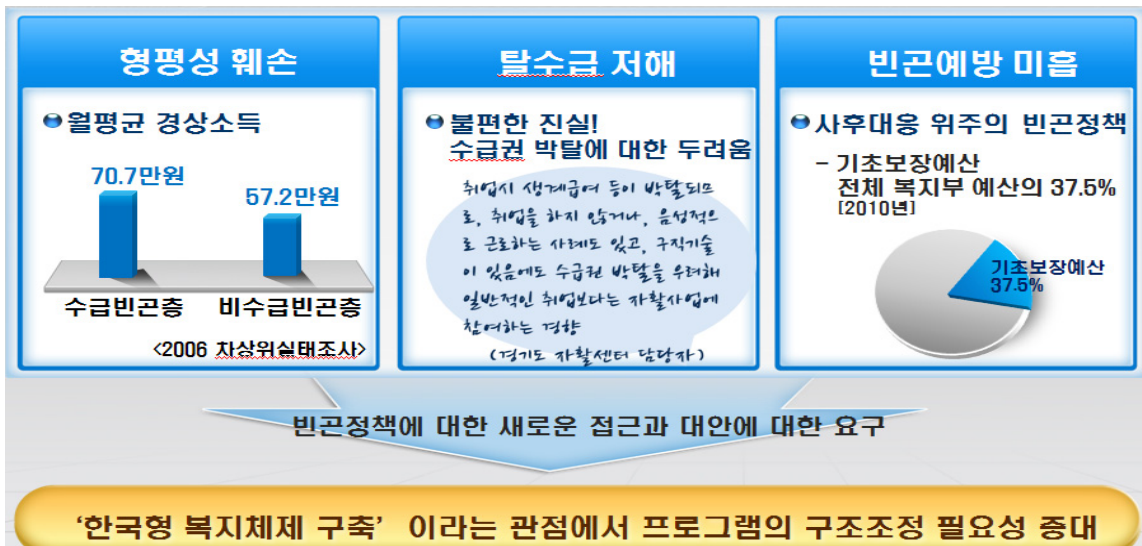 형평성 훼손
월평균 경상소득
70.7만원
57.2만원
수급빈곤층
비수급빈곤층
<2006 차상위실태조사>
탈수급 저해
불편한 진실!
수급권 박탈에 대한 두려움
취업시 생계급여 등이 박탈되므
로, 취업을 하지 않거나, 음성적으
로 근로하는 사례도 있고, 구직기술
이 있음에도 수급권 박탈을 우려해
일반적인 취업보다는 자활사업에
참여하는 경향
(경기도 자활센터 담당자)
빈곤예방 미흡
사후대응 위주의 빈곤정책
- 기초보장예산
전체 복지부 예산의 37.5%
[2010년]
기초보장예산
37.5%
빈곤정책에 대한 새로운 접근과 대안에 대한 요구
‘한국형 복지체제 구축’ 이라는 관점에서 프로그램의 구조조정 필요성 증대